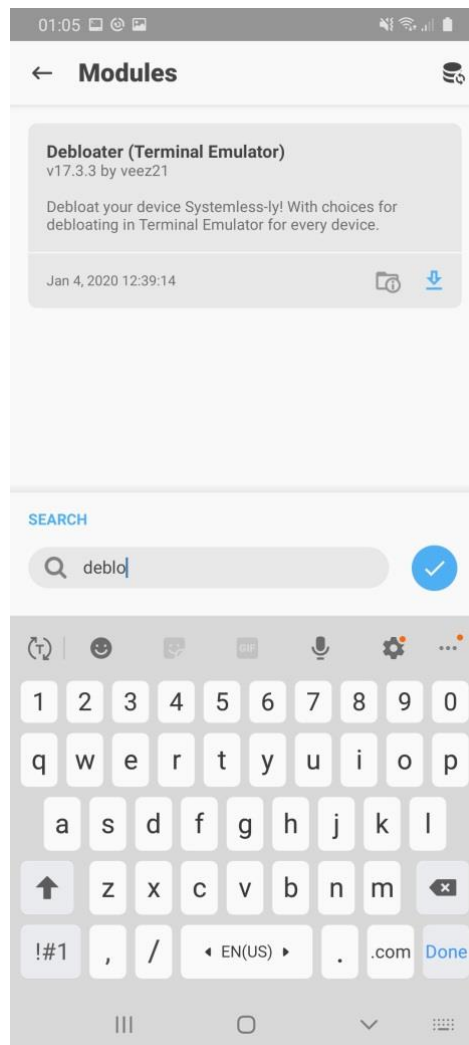 01:05
Modules
Debloater (Terminal Emulator)
v17.3.3 by veez21
Debloat your device Systemless-ly! With choices for
debloating in Terminal Emulator for every device.
Jan 4, 2020 12:39:14
SEARCH
deblo
T
GIF
1 2 3 4 5 6 7 8 9 0
q w e r t y u i o p
a s d f g h j k l
z x c v b n m
!#1 , / EN(US) . .com Done